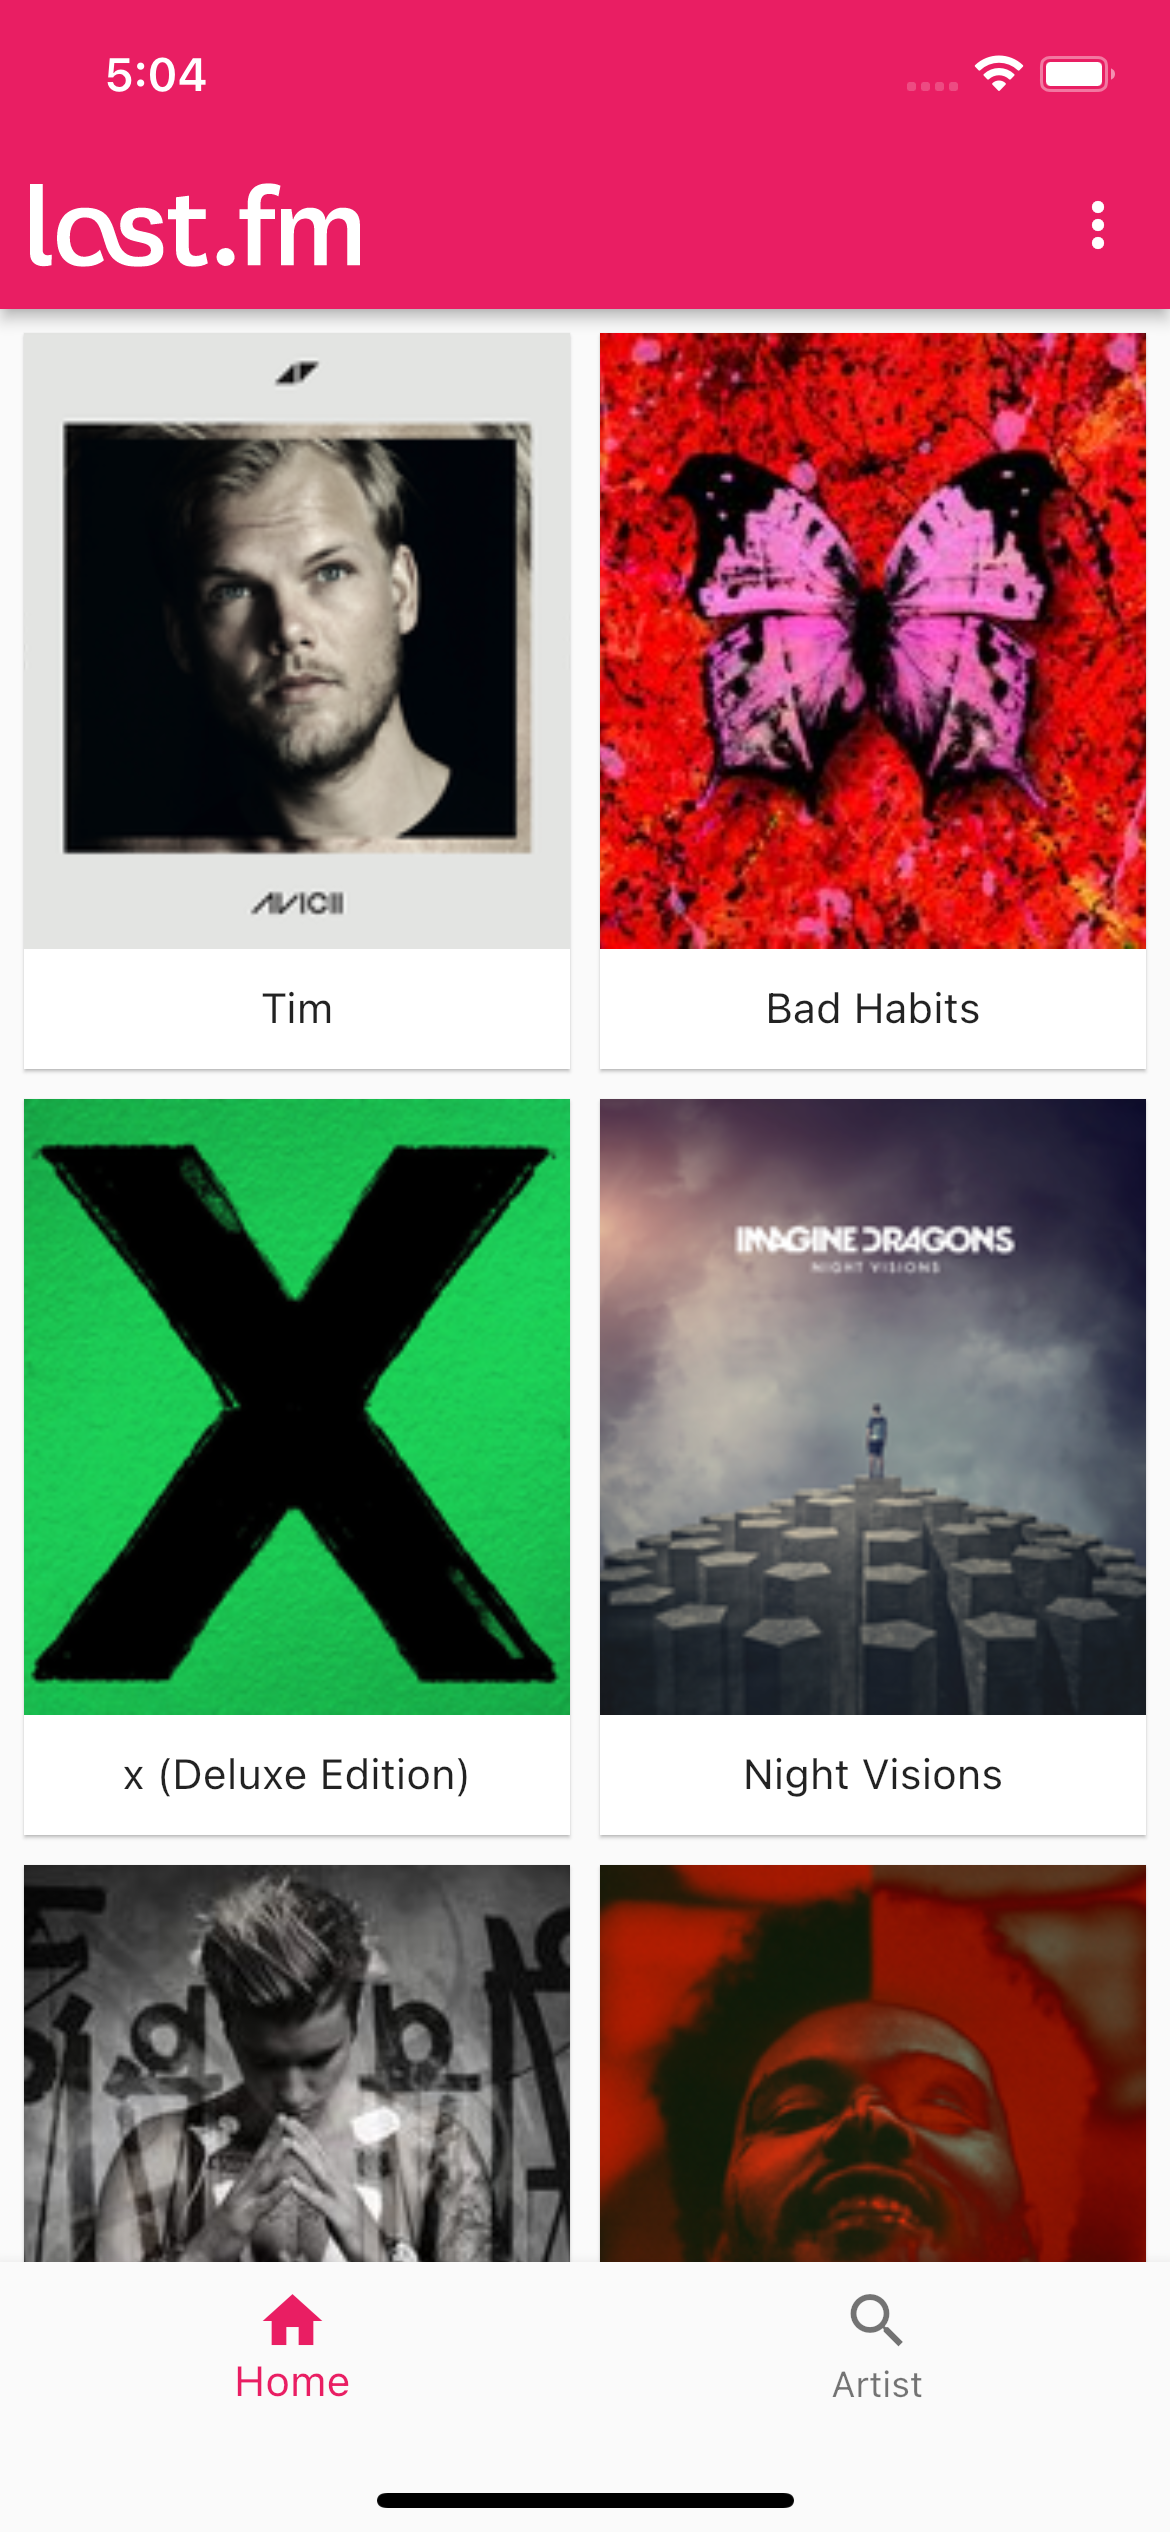 5:04
last.fm
AVICII
Tim
Bad Habits
IMAGINE DRAGONS
NIGHT VISIONS
x (Deluxe Edition)
Night Visions
Home
Artist